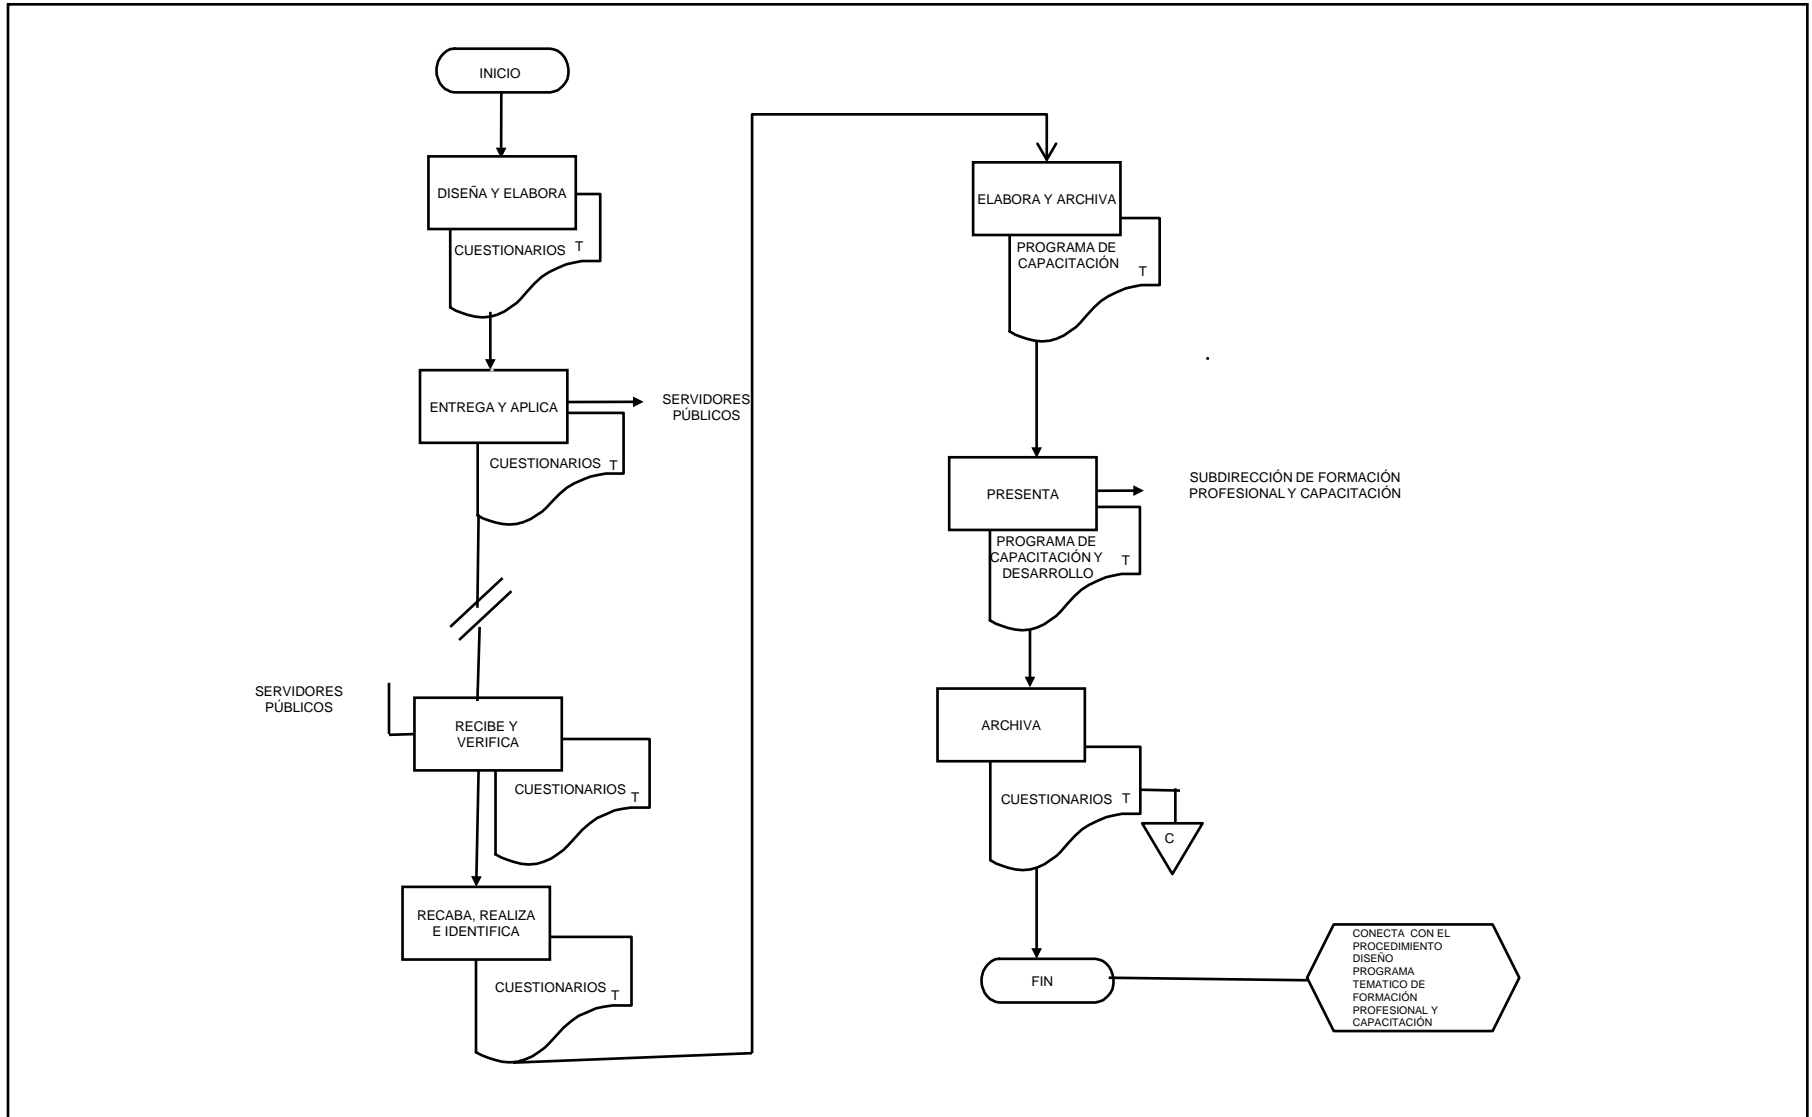 INICIO
DISEÑA Y ELABORA
CUESTIONARIOS T
ENTREGA Y APLICA
SERVIDORES
PÚBLICOS
CUESTIONARIOS T
SERVIDORES
PÚBLICOS
RECIBE Y
VERIFICA
CUESTIONARIOS T
RECABA, REALIZA
E IDENTIFICA
CUESTIONARIOS T
ELABORA Y ARCHIVA
PROGRAMA DE
CAPACITACIÓN
T
PRESENTA
SUBDIRECCIÓN DE FORMACIÓN
PROFESIONAL Y CAPACITACIÓN
PROGRAMA DE
CAPACITACIÓN Y
DESARROLLO
T
ARCHIVA
CUESTIONARIOS T
C
FIN
CONECTA CON EL
PROCEDIMIENTO
DISEÑO
PROGRAMA
TEMATICO DE
FORMACIÓN
PROFESIONAL Y
CAPACITACIÓN